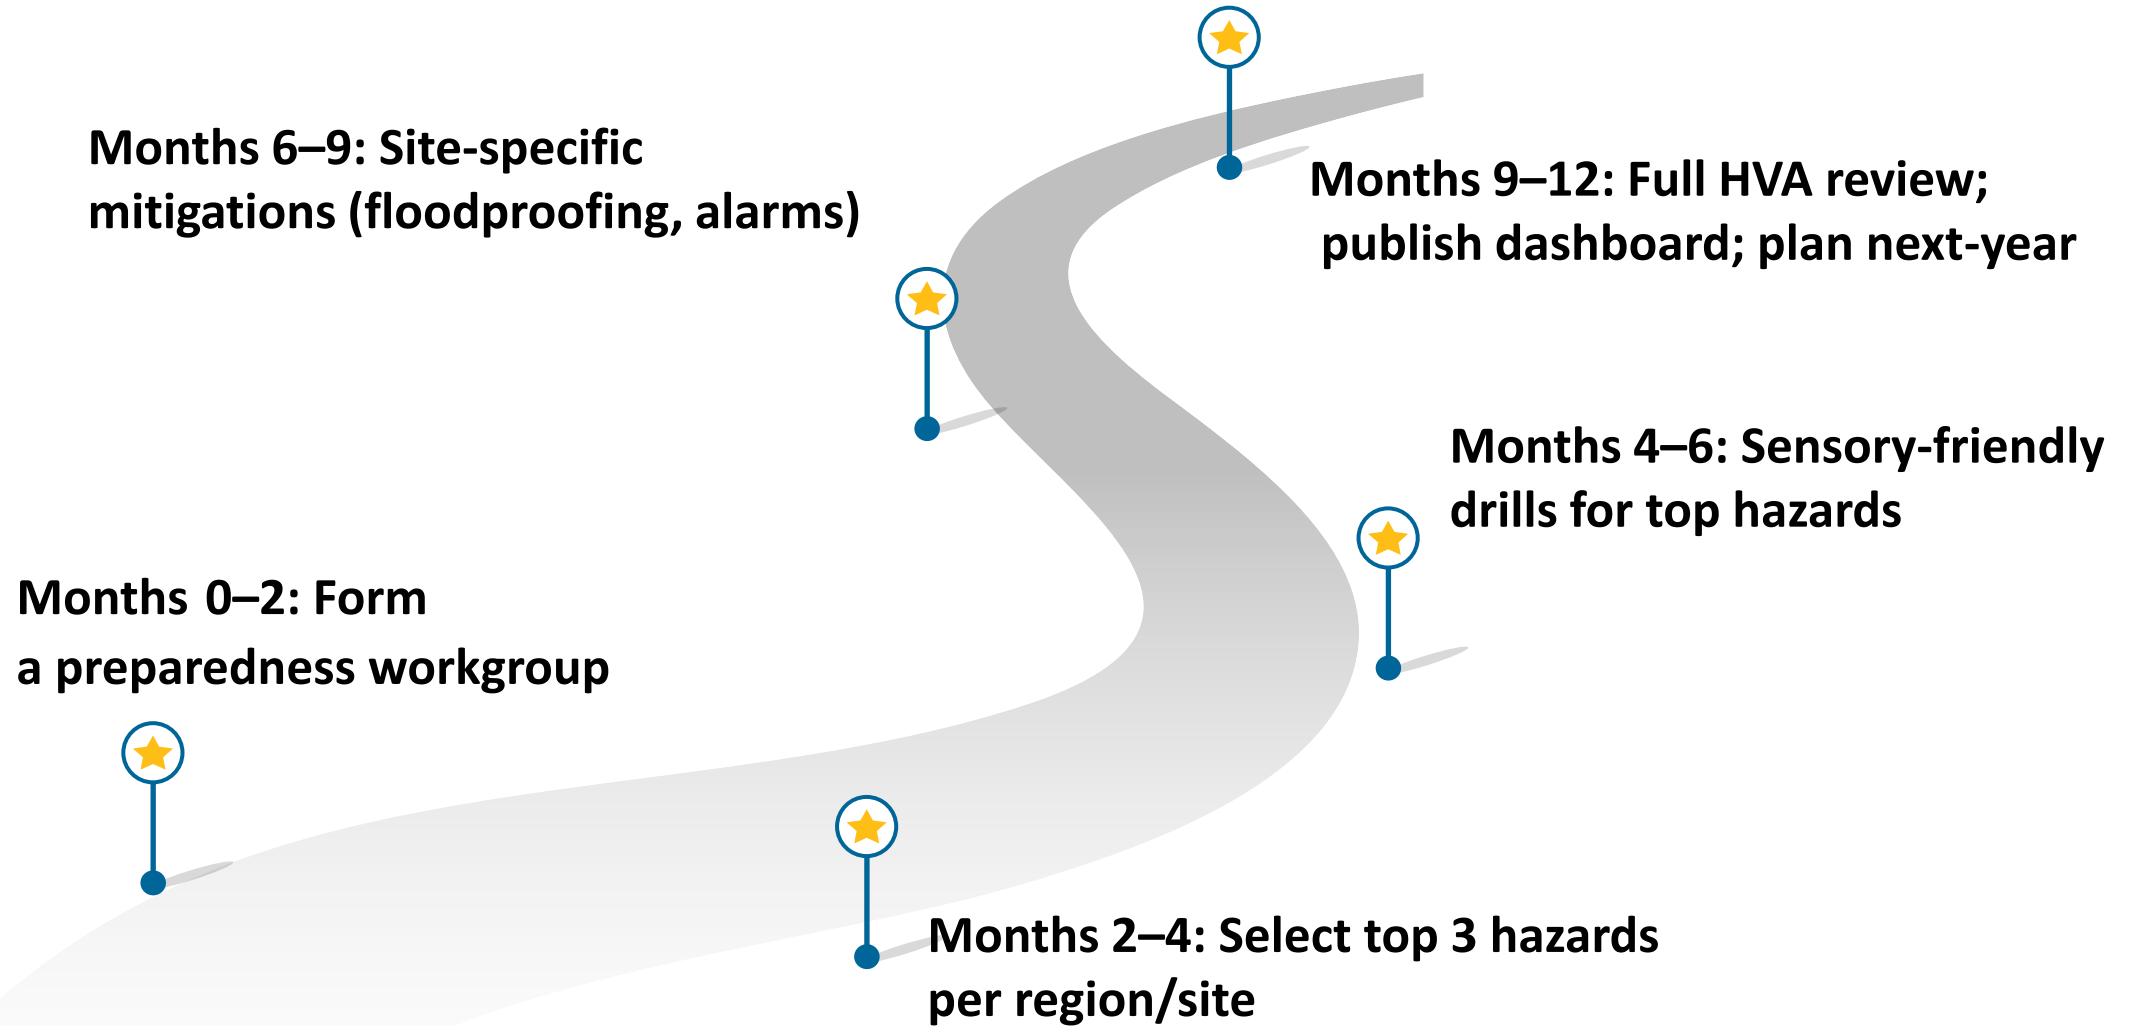 Months 6–9: Site-specific
mitigations (floodproofing, alarms)
Months 9–12: Full HVA review;
publish dashboard; plan next-year
Months 4–6: Sensory-friendly
drills for top hazards
Months 0–2: Form
a preparedness workgroup
Months 2–4: Select top 3 hazards
per region/site